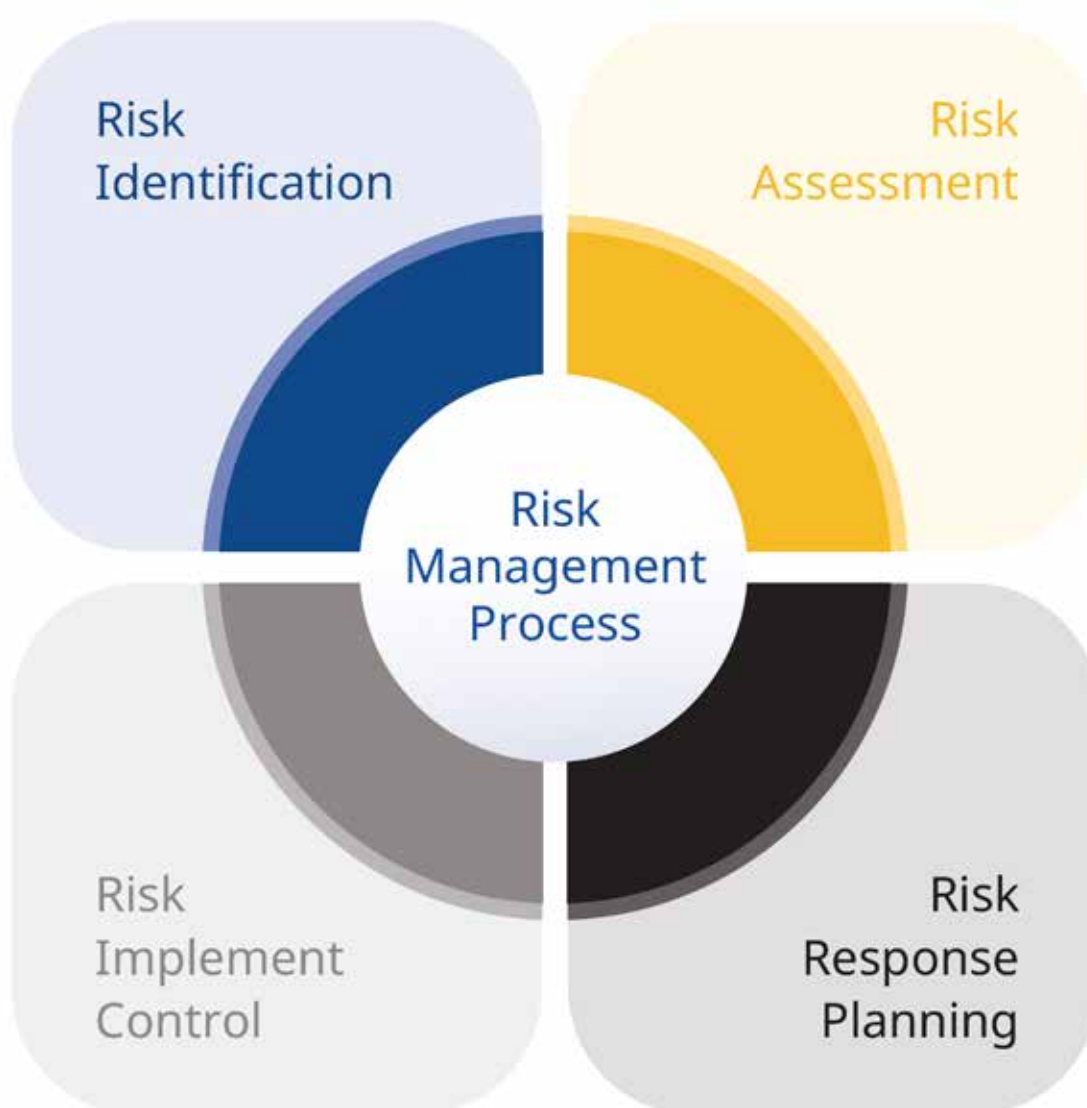 Risk
Identification
Risk
Assessment
Risk
Management
Process
Risk
Implement
Control
Risk
Response
Planning